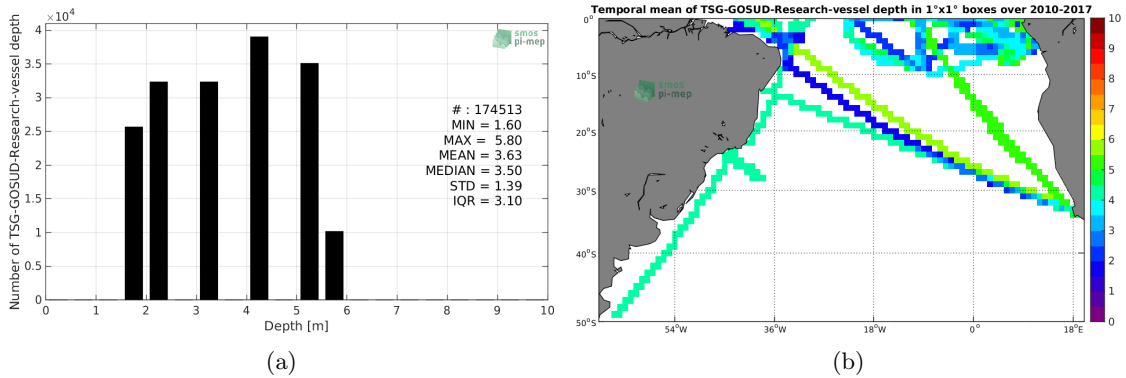 Number of TSG-GOSUD-Research-vessel depth
×10⁴
4
3.5
3
2.5
2
1.5
1
0.5
0
smos
pi-mep
# : 174513
MIN = 1.60
MAX = 5.80
MEAN = 3.63
MEDIAN = 3.50
STD = 1.39
IQR = 3.10
0 1 2 3 4 5 6 7 8 9 10
Depth [m]
(a)
Temporal mean of TSG-GOSUD-Research-vessel depth in 1°x1° boxes over 2010-2017
0°
10°S
20°S
30°S
40°S
50°S
smos
pi-mep
54°W 36°W 18°W 0° 18°E
10
9
8
7
6
5
4
3
2
1
0
(b)